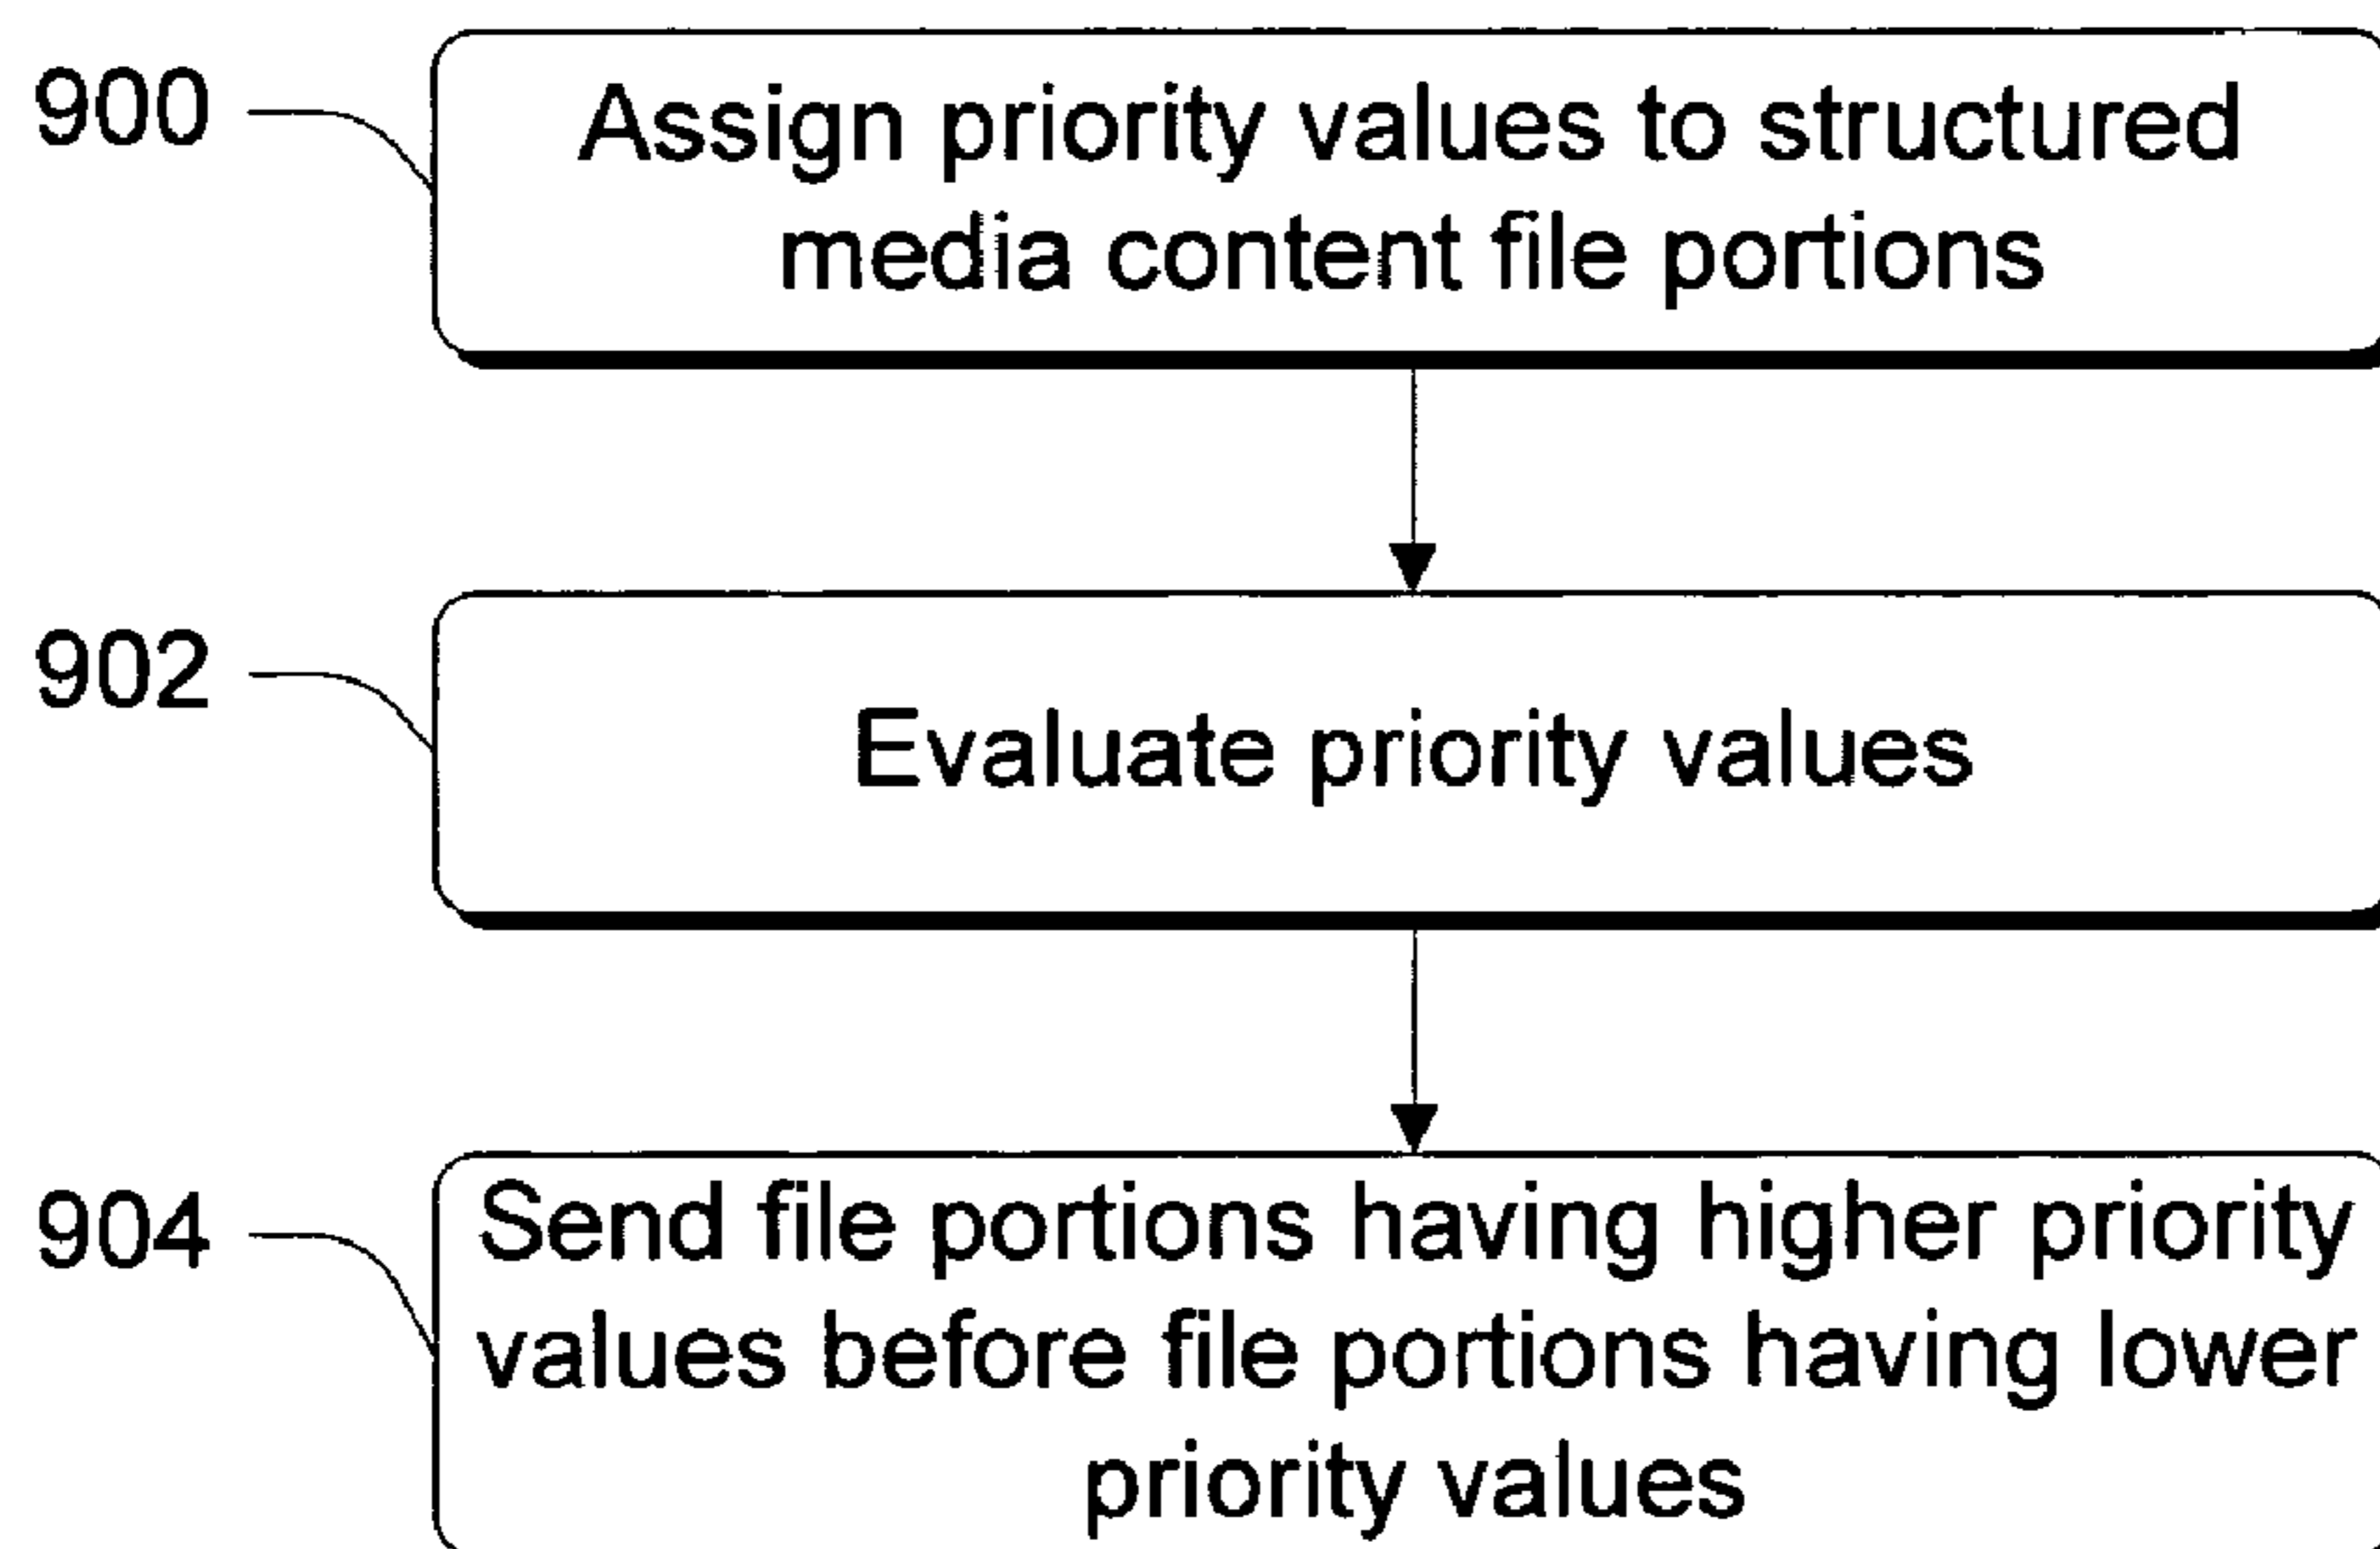 900
Assign priority values to structured
media content file portions
902
Evaluate priority values
904
Send file portions having higher priority
values before file portions having lower
priority values